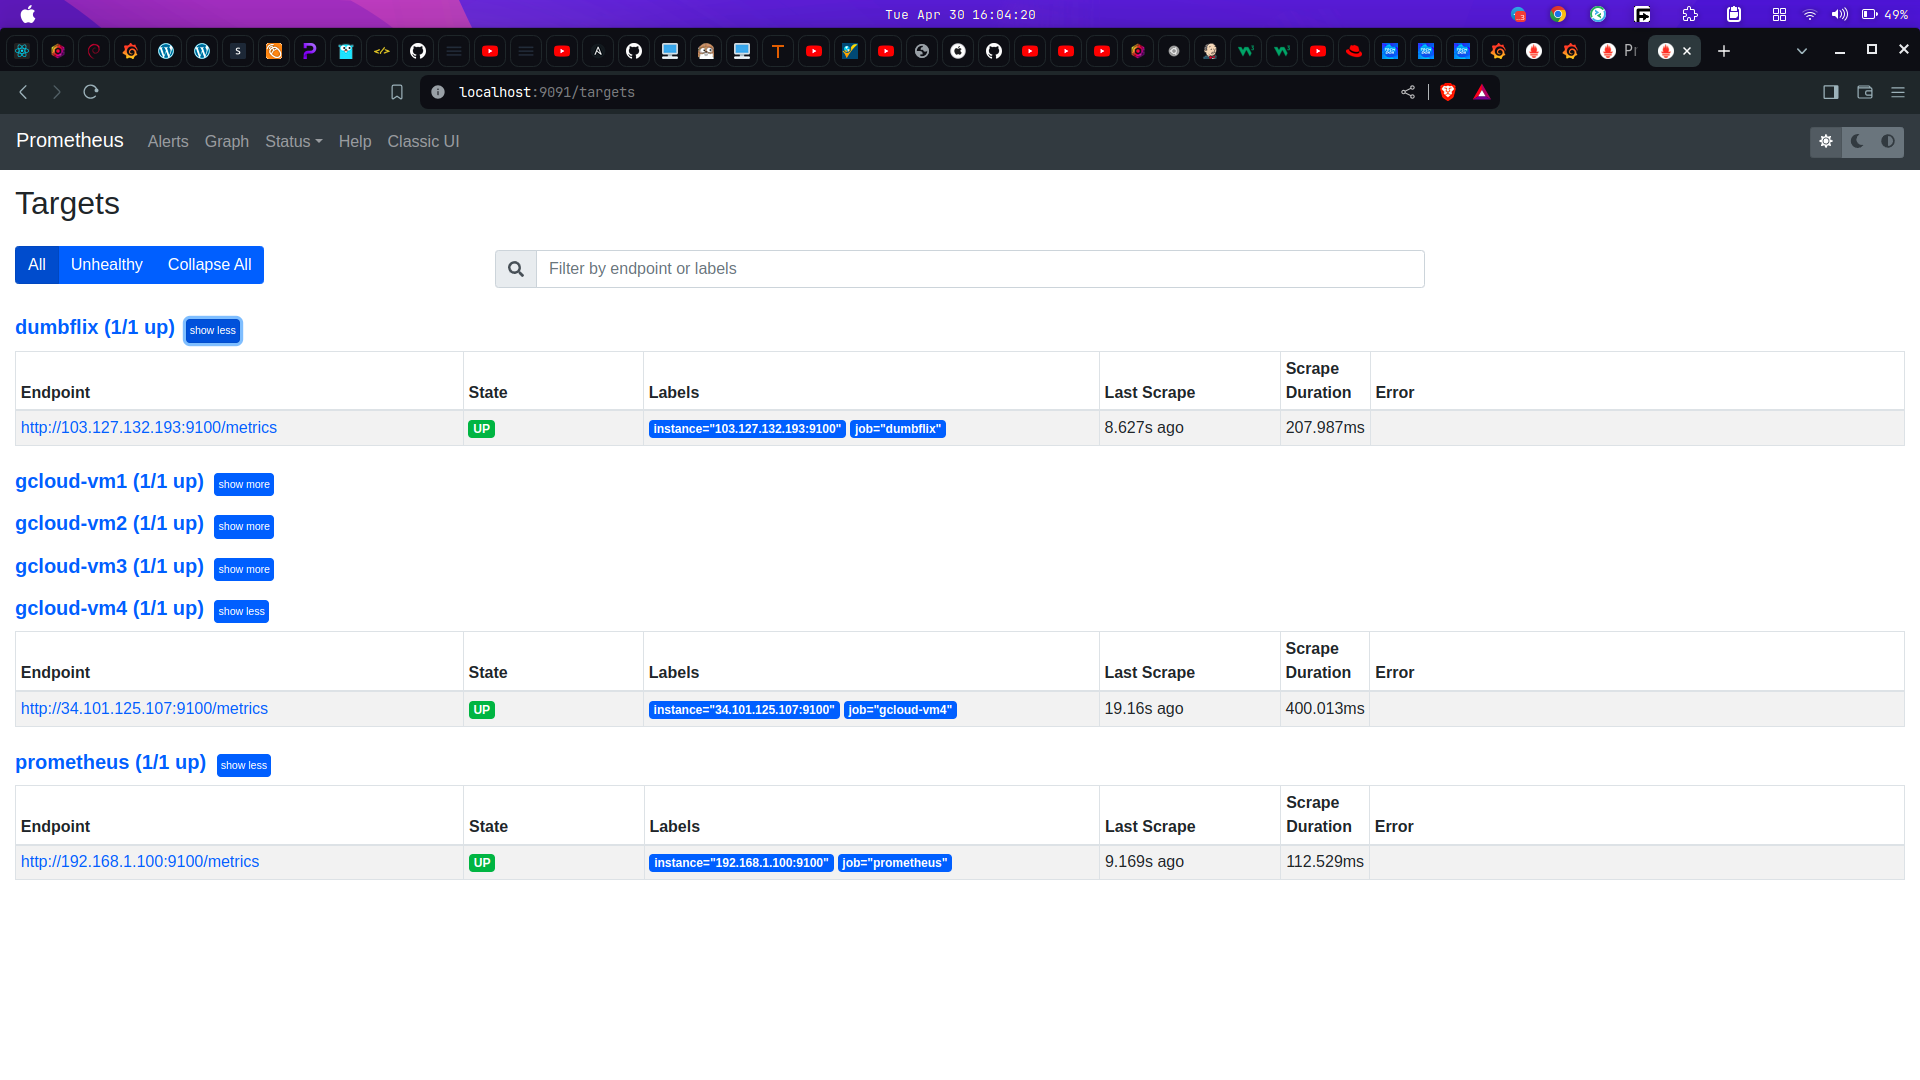 Tue Apr 30 16:04:20
49%
localhost:9091/targets
Prometheus Alerts Graph Status Help Classic UI
Targets
All Unhealthy Collapse All
Filter by endpoint or labels
dumbflix (1/1 up) show less
Endpoint State Labels Last Scrape Scrape Duration Error
http://103.127.132.193:9100/metrics UP instance="103.127.132.193:9100" job="dumbflix" 8.627s ago 207.987ms
gcloud-vm1 (1/1 up) show more
gcloud-vm2 (1/1 up) show more
gcloud-vm3 (1/1 up) show more
gcloud-vm4 (1/1 up) show less
Endpoint State Labels Last Scrape Scrape Duration Error
http://34.101.125.107:9100/metrics UP instance="34.101.125.107:9100" job="gcloud-vm4" 19.16s ago 400.013ms
prometheus (1/1 up) show less
Endpoint State Labels Last Scrape Scrape Duration Error
http://192.168.1.100:9100/metrics UP instance="192.168.1.100:9100" job="prometheus" 9.169s ago 112.529ms